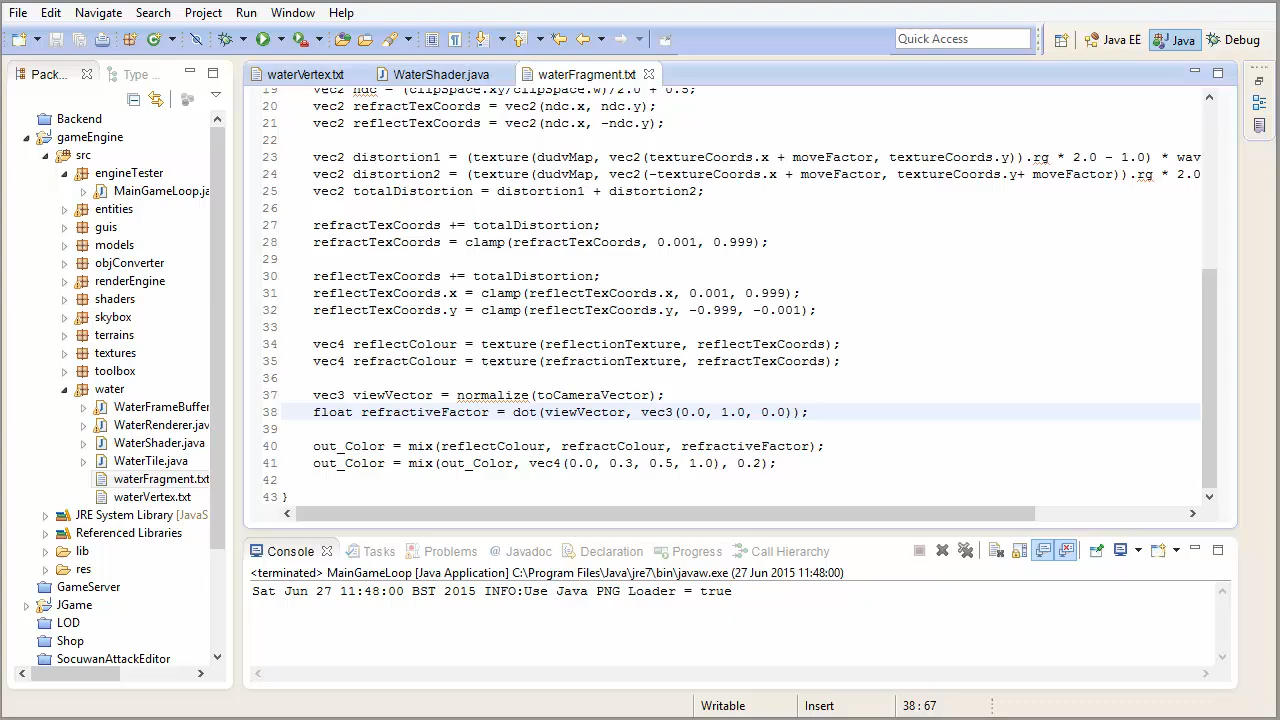 File Edit Navigate Search Project Run Window Help
Quick Access
Java EE
Java
Debug
Pack...
Type ...
waterVertex.txt
WaterShader.java
waterFragment.txt
Backend
gameEngine
src
engineTester
MainGameLoop.ja
entities
guis
models
objConverter
renderEngine
shaders
skybox
terrains
textures
toolbox
water
WaterFrameBuffer
WaterRenderer.jav
WaterShader.java
WaterTile.java
waterFragment.txt
waterVertex.txt
JRE System Library [JavaS
Referenced Libraries
lib
res
GameServer
JGame
LOD
Shop
SocuwanAttackEditor
19 vec2 ndc = (clipSpace.xy/clipSpace.w)/2.0 + 0.5;
20 vec2 refractTexCoords = vec2(ndc.x, ndc.y);
21 vec2 reflectTexCoords = vec2(ndc.x, -ndc.y);
22
23 vec2 distortion1 = (texture(dudvMap, vec2(textureCoords.x + moveFactor, textureCoords.y)).rg * 2.0 - 1.0) * wav
24 vec2 distortion2 = (texture(dudvMap, vec2(-textureCoords.x + moveFactor, textureCoords.y+ moveFactor)).rg * 2.0
25 vec2 totalDistortion = distortion1 + distortion2;
26
27 refractTexCoords += totalDistortion;
28 refractTexCoords = clamp(refractTexCoords, 0.001, 0.999);
29
30 reflectTexCoords += totalDistortion;
31 reflectTexCoords.x = clamp(reflectTexCoords.x, 0.001, 0.999);
32 reflectTexCoords.y = clamp(reflectTexCoords.y, -0.999, -0.001);
33
34 vec4 reflectColour = texture(reflectionTexture, reflectTexCoords);
35 vec4 refractColour = texture(refractionTexture, refractTexCoords);
36
37 vec3 viewVector = normalize(toCameraVector);
38 float refractiveFactor = dot(viewVector, vec3(0.0, 1.0, 0.0));
39
40 out_Color = mix(reflectColour, refractColour, refractiveFactor);
41 out_Color = mix(out_Color, vec4(0.0, 0.3, 0.5, 1.0), 0.2);
42
43 }
Console
Tasks
Problems
@ Javadoc
Declaration
Progress
Call Hierarchy
<terminated> MainGameLoop [Java Application] C:\Program Files\Java\jre7\bin\javaw.exe (27 Jun 2015 11:48:00)
Sat Jun 27 11:48:00 BST 2015 INFO:Use Java PNG Loader = true
Writable
Insert
38 : 67